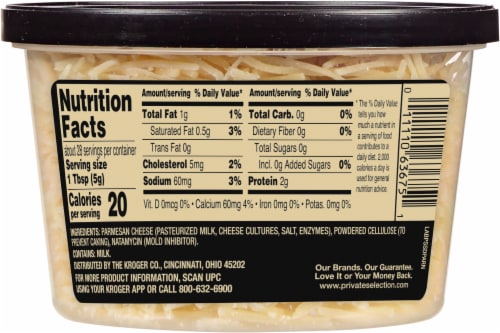 Nutrition
Facts
about 28 servings per container
Serving size
1 Tbsp (5g)
Calories
per serving 20
Amount/serving % Daily Value*
Total Fat 1g 1%
Saturated Fat 0.5g 3%
Trans Fat 0g
Cholesterol 5mg 2%
Sodium 60mg 3%
Amount/serving % Daily Value*
Total Carb. 0g 0%
Dietary Fiber 0g 0%
Total Sugars 0g
Incl. 0g Added Sugars 0%
Protein 2g
Vit. D 0mcg 0% • Calcium 60mg 4% • Iron 0mg 0% • Potas. 0mg 0%
* The % Daily Value
tells you how
much a nutrient in
a serving of food
contributes to a
daily diet. 2,000
calories a day is
used for general
nutrition advice.
INGREDIENTS: PARMESAN CHEESE (PASTEURIZED MILK, CHEESE CULTURES, SALT, ENZYMES), POWDERED CELLULOSE (TO
PREVENT CAKING), NATAMYCIN (MOLD INHIBITOR).
CONTAINS: MILK.
DISTRIBUTED BY THE KROGER CO., CINCINNATI, OHIO 45202
FOR MORE PRODUCT INFORMATION, SCAN UPC
USING YOUR KROGER APP OR CALL 800-632-6900
Our Brands. Our Guarantee.
Love It or Your Money Back.
www.privateselection.com